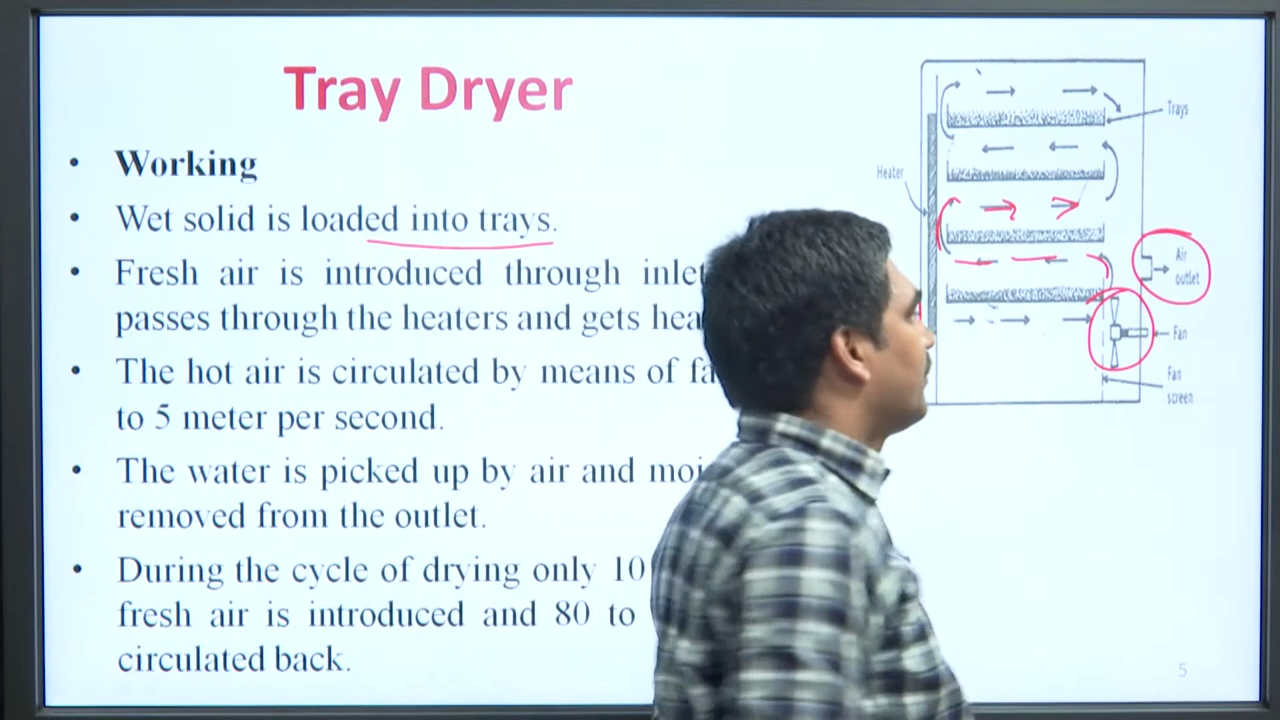 Tray Dryer
• Working
• Wet solid is loaded into trays.
• Fresh air is introduced through inlet
passes through the heaters and gets
• The hot air is circulated by means of
to 5 meter per second.
• The water is picked up by air and
removed from the outlet.
• During the cycle of drying only 10
fresh air is introduced and 80 to
circulated back.
Trays
Heater
Air
outlet
Fan
Fan
screen
5